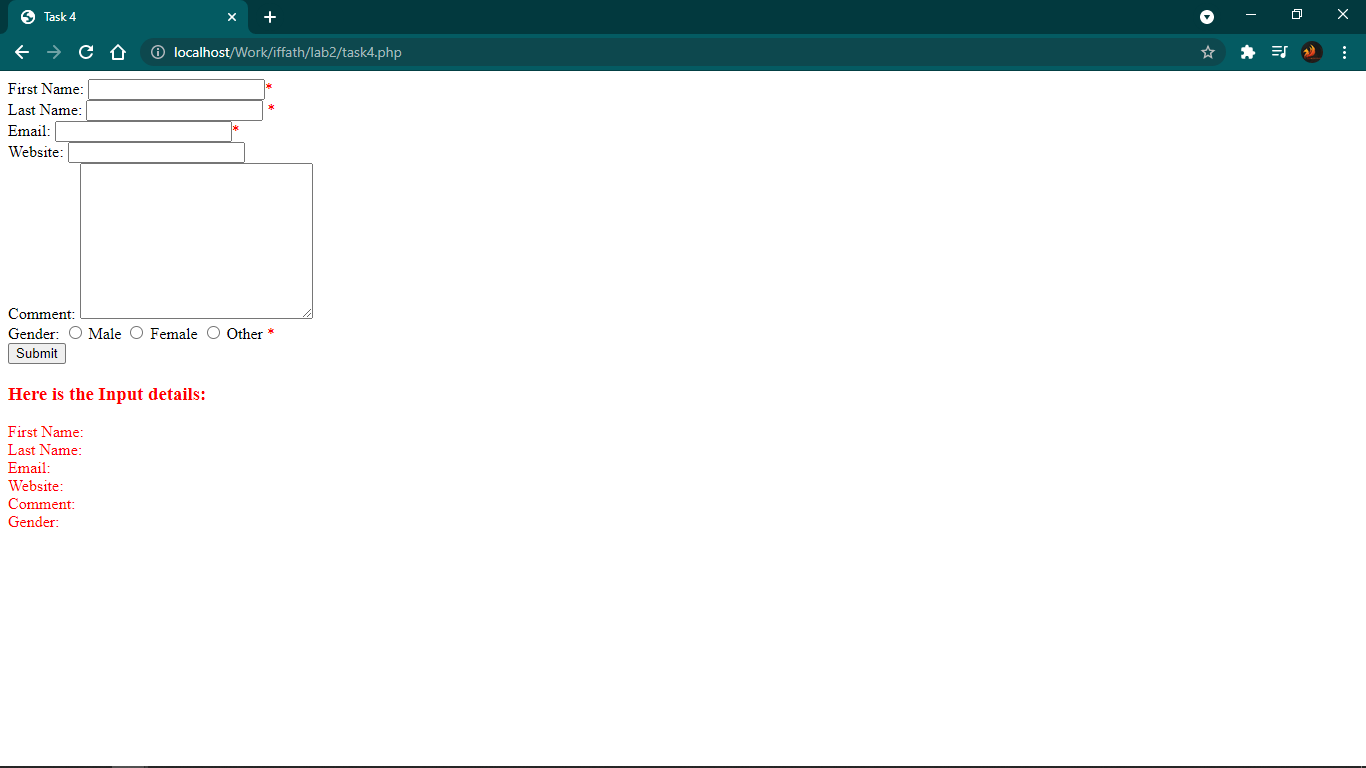 Task 4
localhost/Work/iffath/lab2/task4.php
First Name: *
Last Name: *
Email: *
Website:
Comment:
Gender: Male Female Other *
Submit
Here is the Input details:
First Name:
Last Name:
Email:
Website:
Comment:
Gender: